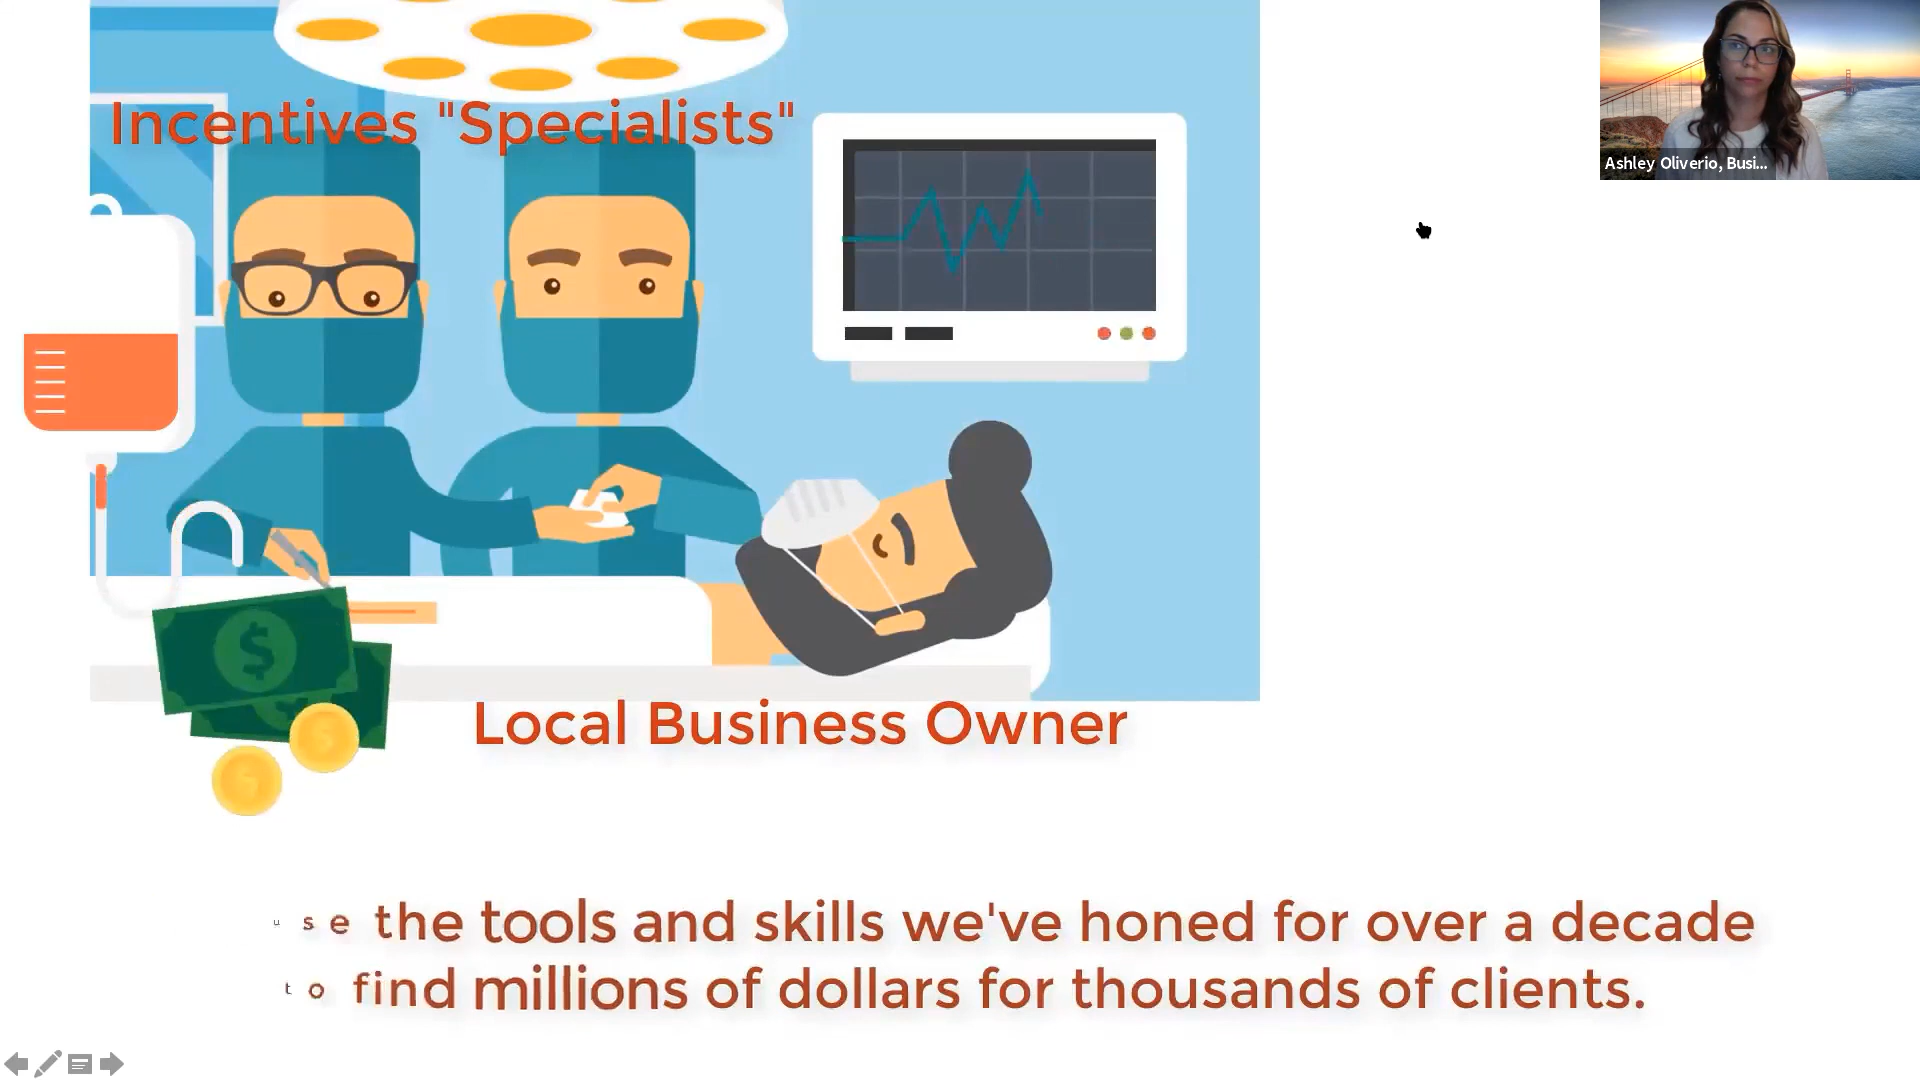 Incentives "Specialists"
Ashley Oliverio, Busi...
$
$
Local Business Owner
use the tools and skills we've honed for over a decade
to find millions of dollars for thousands of clients.